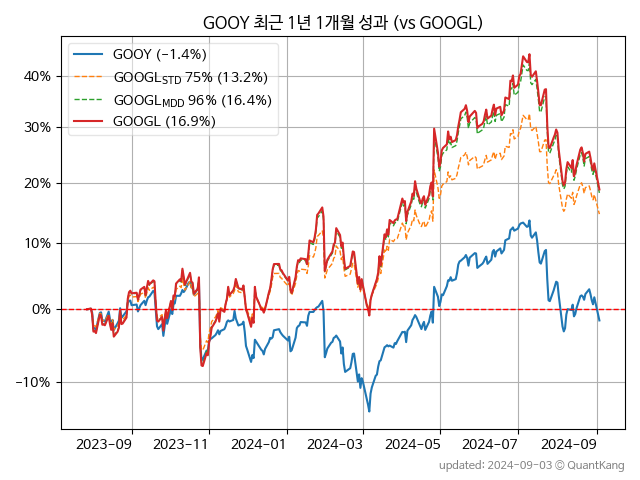 GOOY 최근 1년 1개월 성과 (vs GOOGL)
GOOY (−1.4%)
GOOGL_STD 75% (13.2%)
GOOGL_MDD 96% (16.4%)
GOOGL (16.9%)
40%
30%
20%
10%
0%
−10%
2023-09 2023-11 2024-01 2024-03 2024-05 2024-07 2024-09
updated: 2024-09-03 © QuantKang